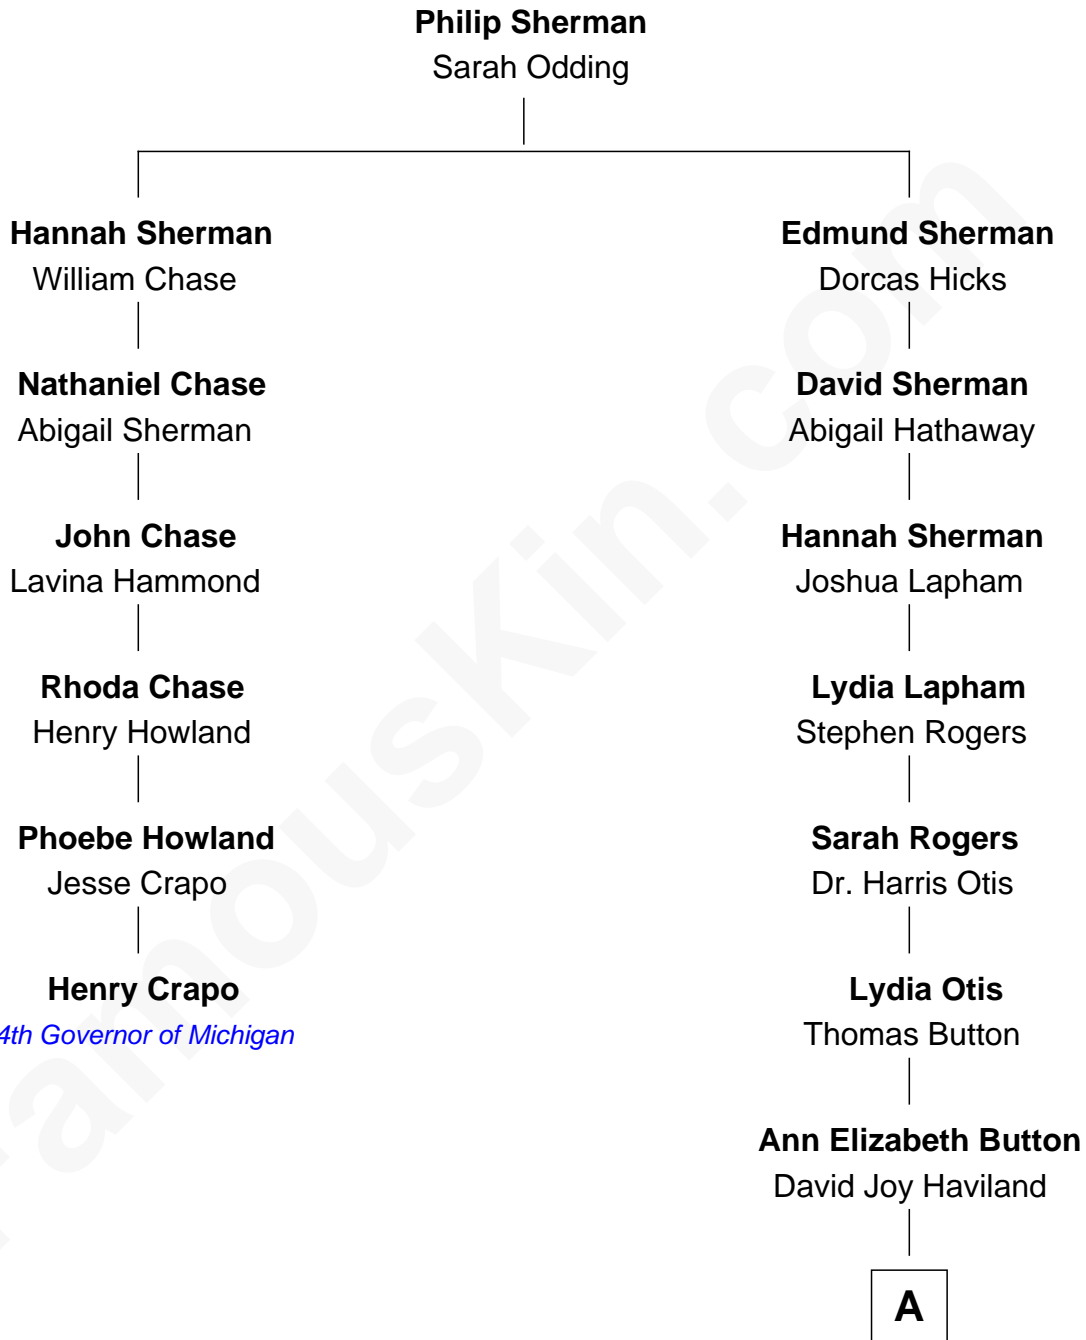 Philip Sherman
Sarah Odding
Hannah Sherman
William Chase
Nathaniel Chase
Abigail Sherman
John Chase
Lavina Hammond
Rhoda Chase
Henry Howland
Phoebe Howland
Jesse Crapo
Henry Crapo
4th Governor of Michigan
Edmund Sherman
Dorcas Hicks
David Sherman
Abigail Hathaway
Hannah Sherman
Joshua Lapham
Lydia Lapham
Stephen Rogers
Sarah Rogers
Dr. Harris Otis
Lydia Otis
Thomas Button
Ann Elizabeth Button
David Joy Haviland
A
FamousKin.com